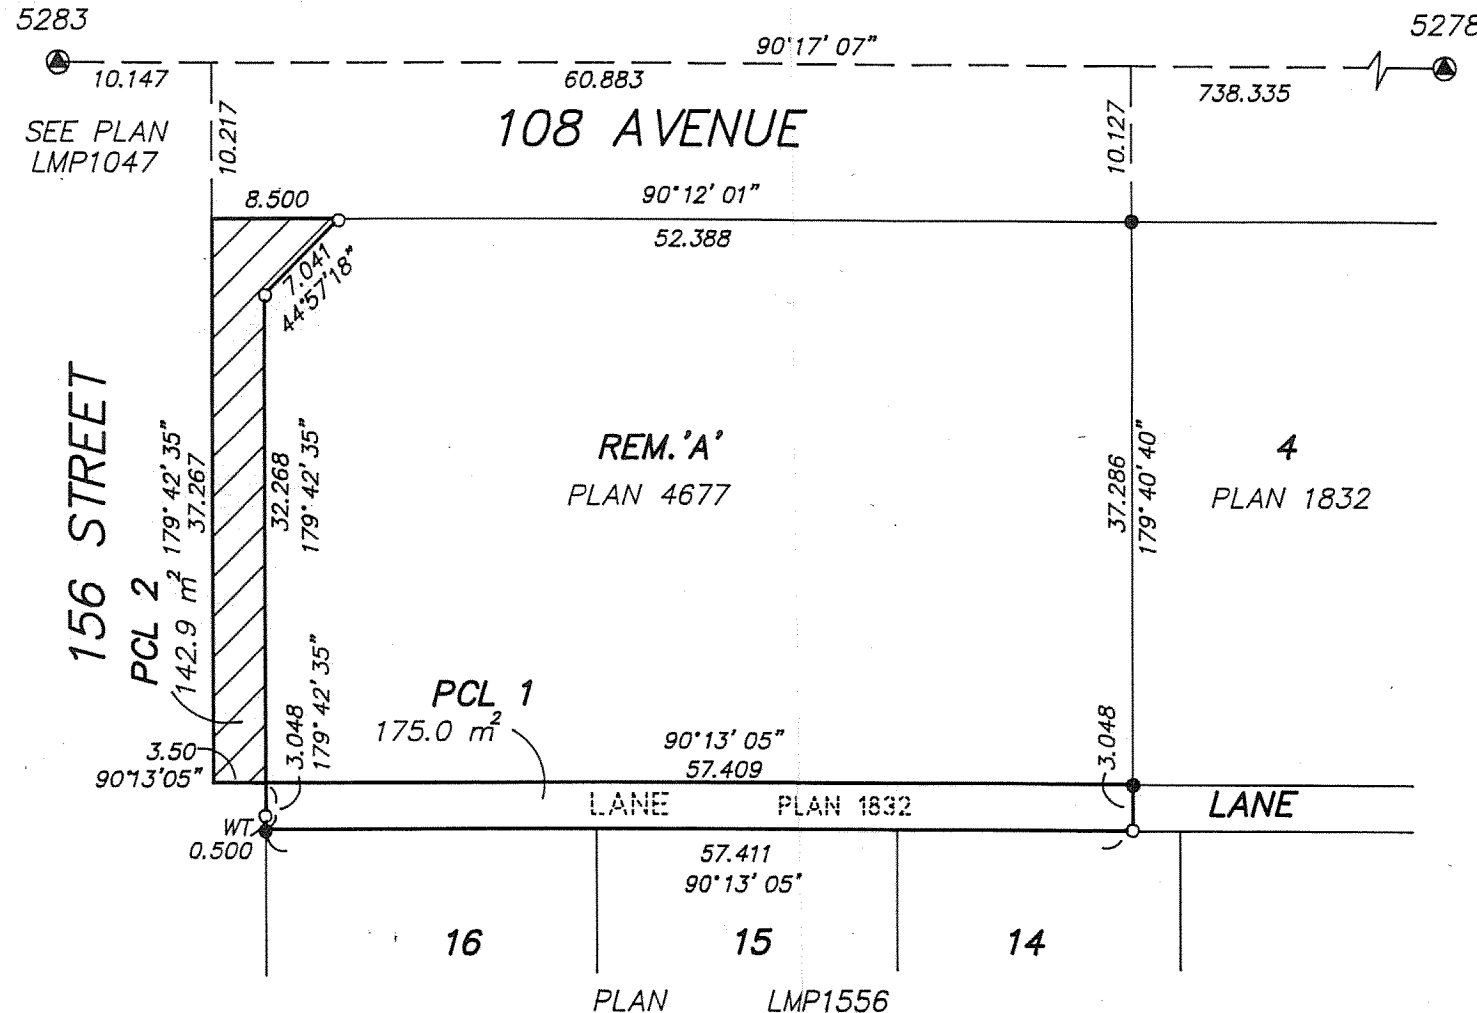 5283
5278
90°17'07"
10.147
60.883
738.335
SEE PLAN
LMP1047
10.217
108 AVENUE
10.127
8.500
90°12'01"
52.388
7.041
44°57'18"
156 STREET
PCL 2
142.9 m²
179°42'35"
37.267
32.268
179°42'35"
REM.'A'
PLAN 4677
37.286
179°40'40"
4
PLAN 1832
PCL 1
175.0 m²
3.048
179°42'35"
3.50
90°13'05"
90°13'05"
57.409
3.048
LANE PLAN 1832
LANE
WT
0.500
57.411
90°13'05"
16
15
14
PLAN LMP1556